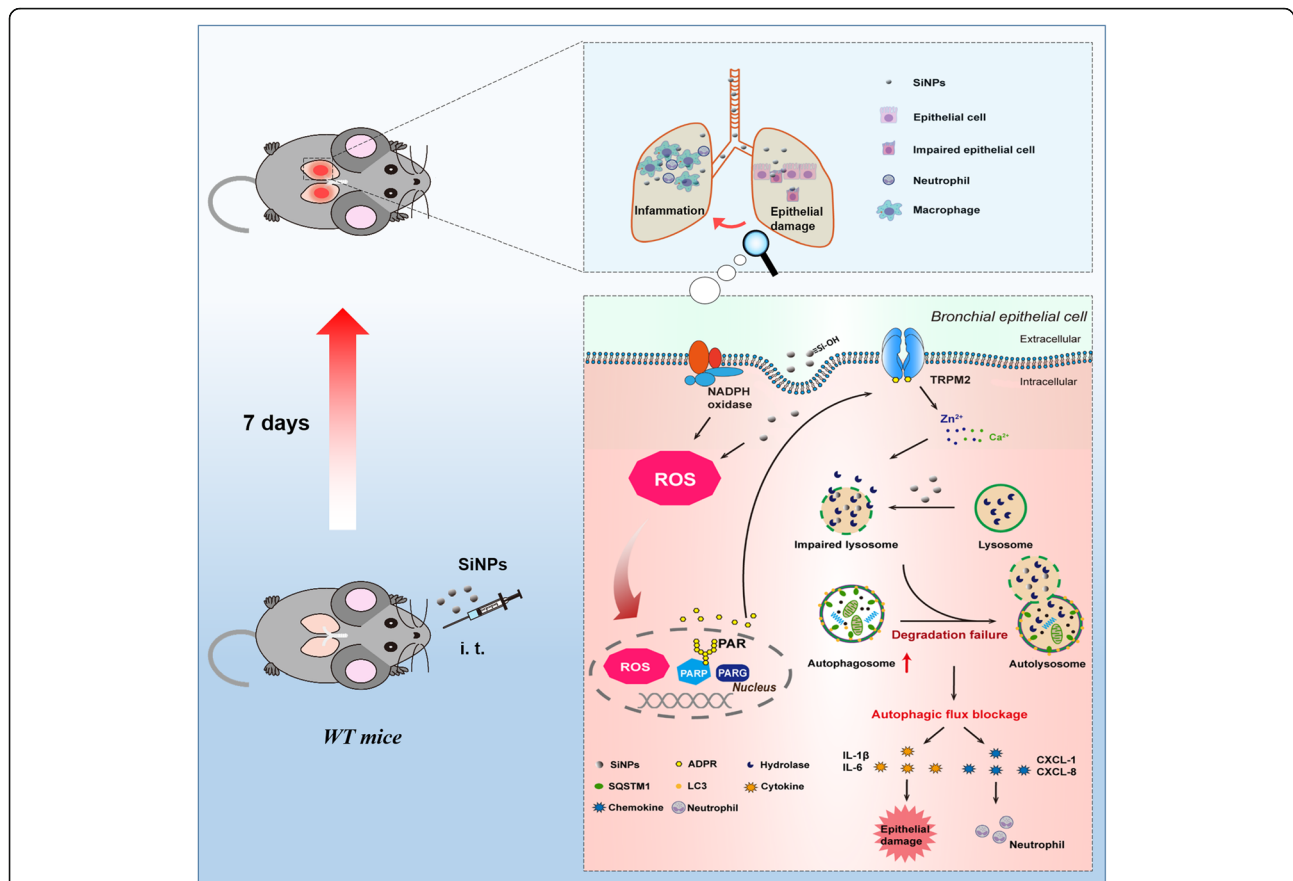 SiNPs
Epithelial cell
Impaired epithelial cell
Neutrophil
Macrophage
Infammation
Epithelial
damage
7 days
SiNPs
i. t.
WT mice
Bronchial epithelial cell
Extracellular
Intracellular
≡Si-OH
NADPH
oxidase
TRPM2
Zn²⁺
Ca²⁺
ROS
Impaired lysosome
Lysosome
PAR
ROS
PARP
PARG
Nucleus
Autophagosome
Degradation failure
Autolysosome
Autophagic flux blockage
IL-1β
IL-6
CXCL-1
CXCL-8
Epithelial
damage
Neutrophil
SiNPs
ADPR
Hydrolase
SQSTM1
LC3
Cytokine
Chemokine
Neutrophil